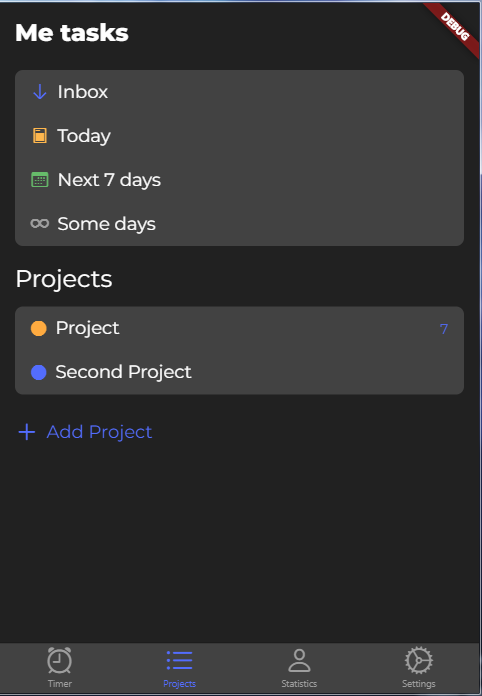 DEBUG
Me tasks
Inbox
Today
Next 7 days
Some days
Projects
Project 7
Second Project
+ Add Project
Timer Projects Statistics Settings